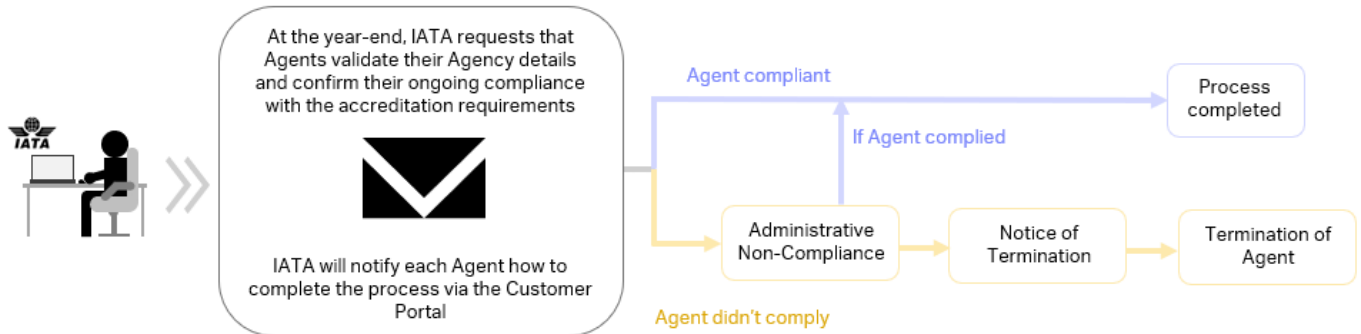 IATA
At the year-end, IATA requests that
Agents validate their Agency details
and confirm their ongoing compliance
with the accreditation requirements
IATA will notify each Agent how to
complete the process via the Customer
Portal
Agent compliant
Process
completed
If Agent complied
Administrative
Non-Compliance
Notice of
Termination
Termination of
Agent
Agent didn't comply